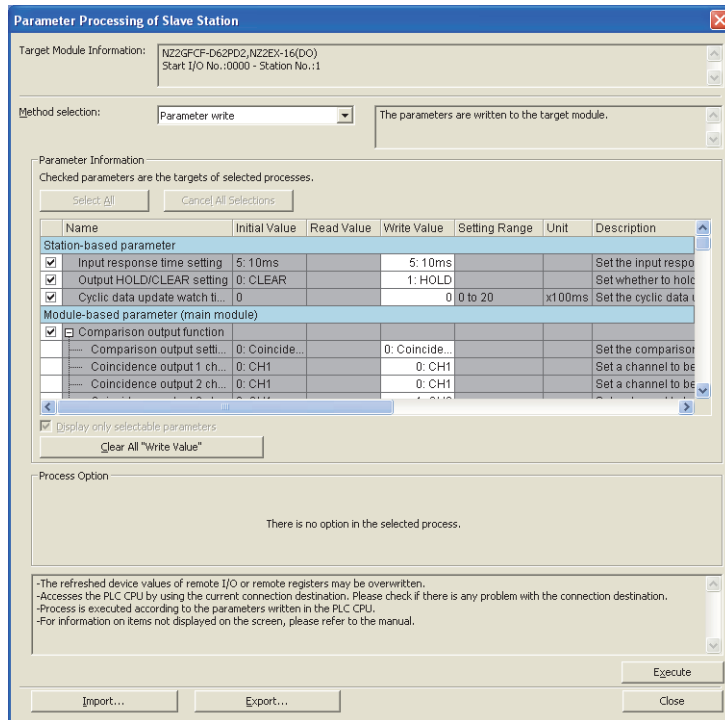 Parameter Processing of Slave Station
Target Module Information:
NZ2GFCF-D62PD2,NZ2EX-16(DO)
Start I/O No.:0000 - Station No.:1
Method selection:
Parameter write
The parameters are written to the target module.
Parameter Information
Checked parameters are the targets of selected processes.
Select All
Cancel All Selections
Name Initial Value Read Value Write Value Setting Range Unit Description
Station-based parameter
Input response time setting 5: 10ms 5: 10ms Set the input respo
Output HOLD/CLEAR setting 0: CLEAR 1: HOLD Set whether to hold
Cyclic data update watch ti... 0 0 0 to 20 x100ms Set the cyclic data
Module-based parameter (main module)
Comparison output function
Comparison output setti... 0: Coincide... 0: Coincide... Set the comparison
Coincidence output 1 ch... 0: CH1 0: CH1 Set a channel to be
Coincidence output 2 ch... 0: CH1 0: CH1 Set a channel to be
Display only selectable parameters
Clear All "Write Value"
Process Option
There is no option in the selected process.
-The refreshed device values of remote I/O or remote registers may be overwritten.
-Accesses the PLC CPU by using the current connection destination. Please check if there is any problem with the connection destination.
-Process is executed according to the parameters written in the PLC CPU.
-For information on items not displayed on the screen, please refer to the manual.
Execute
Import...
Export...
Close